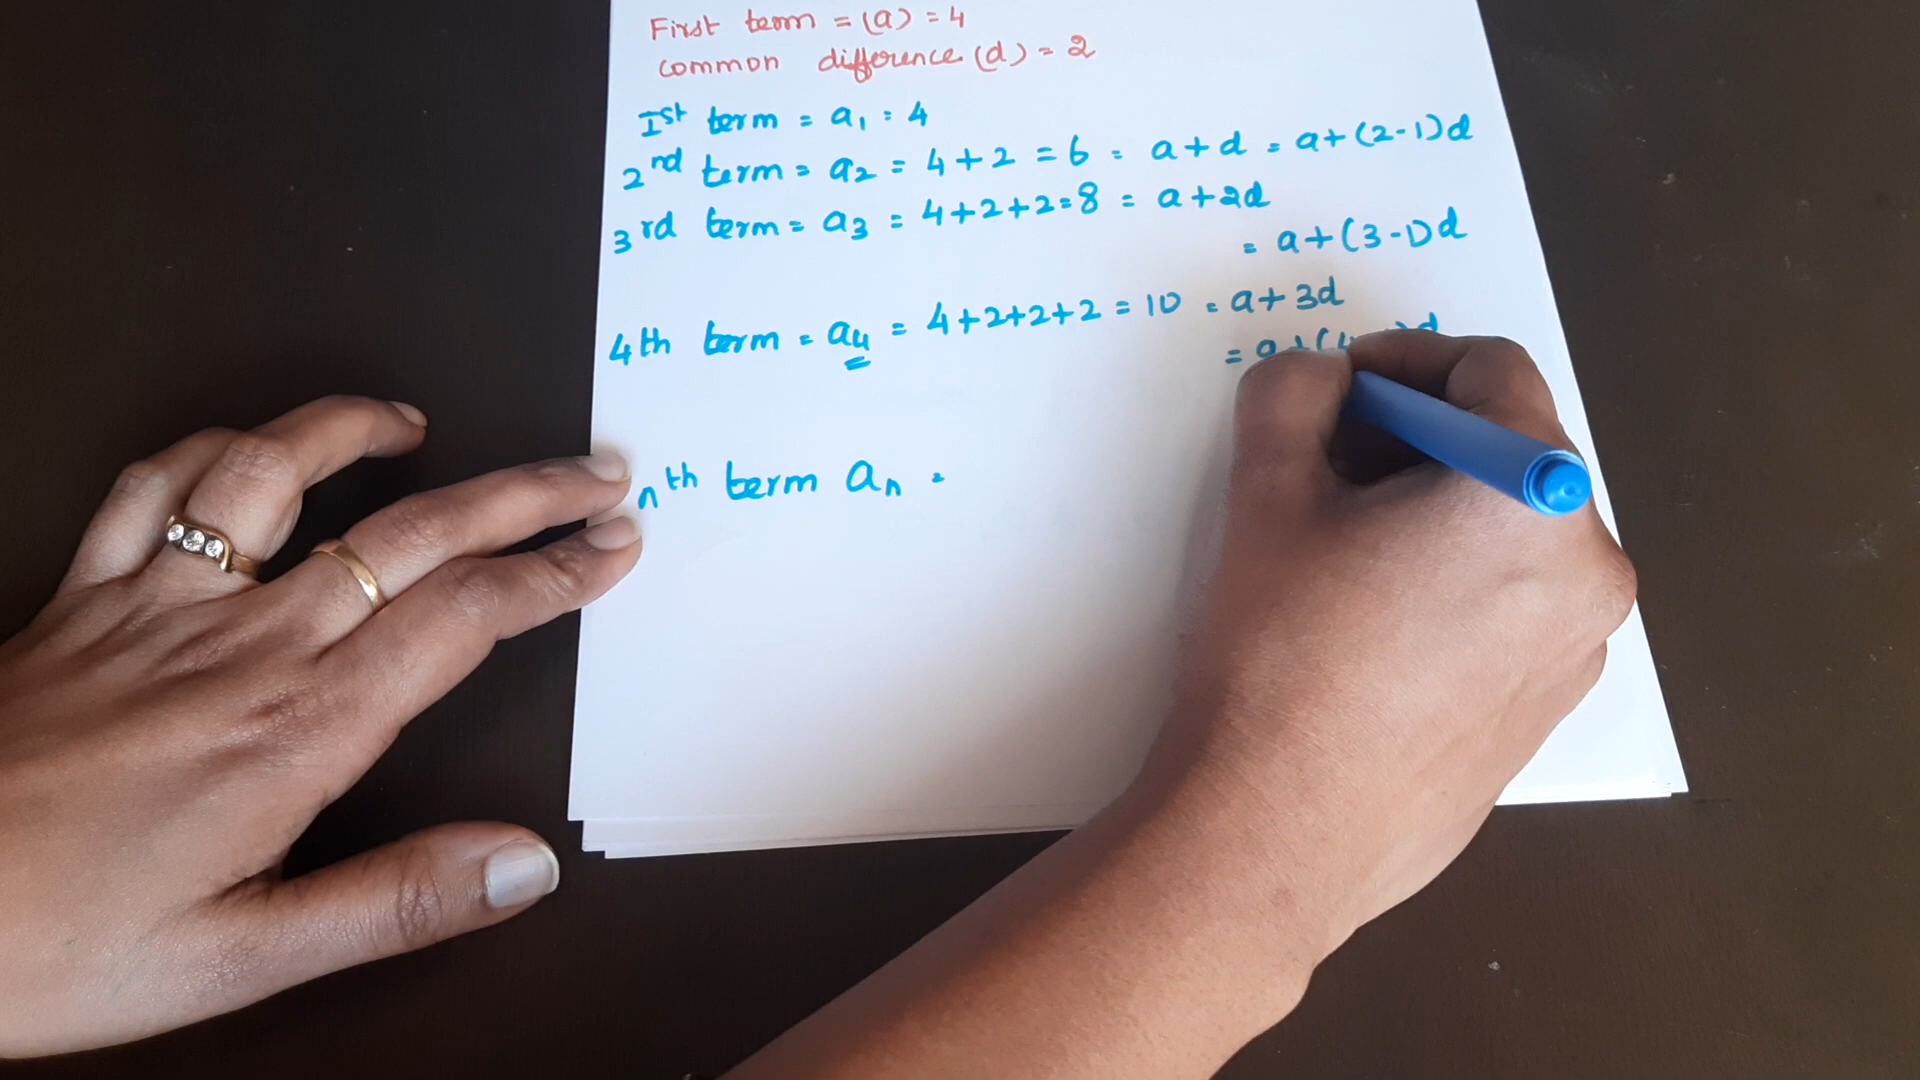 First term = (a) = 4
common difference (d) = 2
Ist term = a₁ = 4
2nd term = a₂ = 4+2 = 6 = a+d = a+(2-1)d
3rd term = a₃ = 4+2+2=8 = a+2d
= a+(3-1)d
4th term = a₄ = 4+2+2+2 = 10 = a+3d
= a+(4 )d
nth term aₙ =